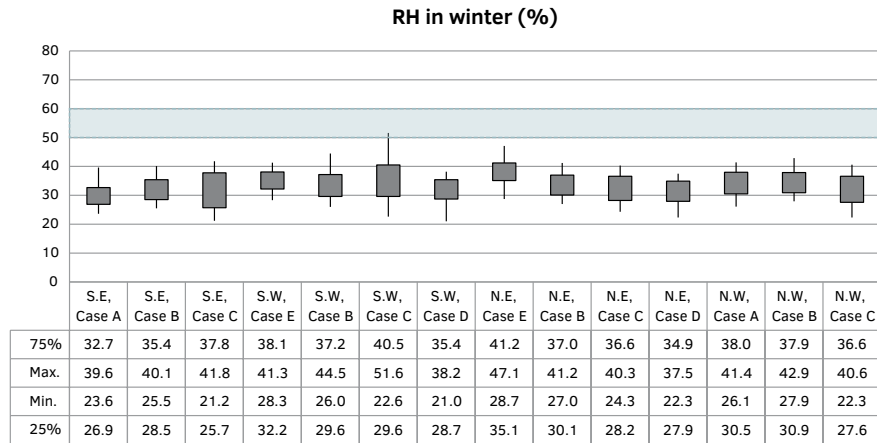 RH in winter (%)
80
70
60
50
40
30
20
10
0
S.E, Case A S.E, Case B S.E, Case C S.W, Case E S.W, Case B S.W, Case C S.W, Case D N.E, Case E N.E, Case B N.E, Case C N.E, Case D N.W, Case A N.W, Case B N.W, Case C
75% 32.7 35.4 37.8 38.1 37.2 40.5 35.4 41.2 37.0 36.6 34.9 38.0 37.9 36.6
Max. 39.6 40.1 41.8 41.3 44.5 51.6 38.2 47.1 41.2 40.3 37.5 41.4 42.9 40.6
Min. 23.6 25.5 21.2 28.3 26.0 22.6 21.0 28.7 27.0 24.3 22.3 26.1 27.9 22.3
25% 26.9 28.5 25.7 32.2 29.6 29.6 28.7 35.1 30.1 28.2 27.9 30.5 30.9 27.6